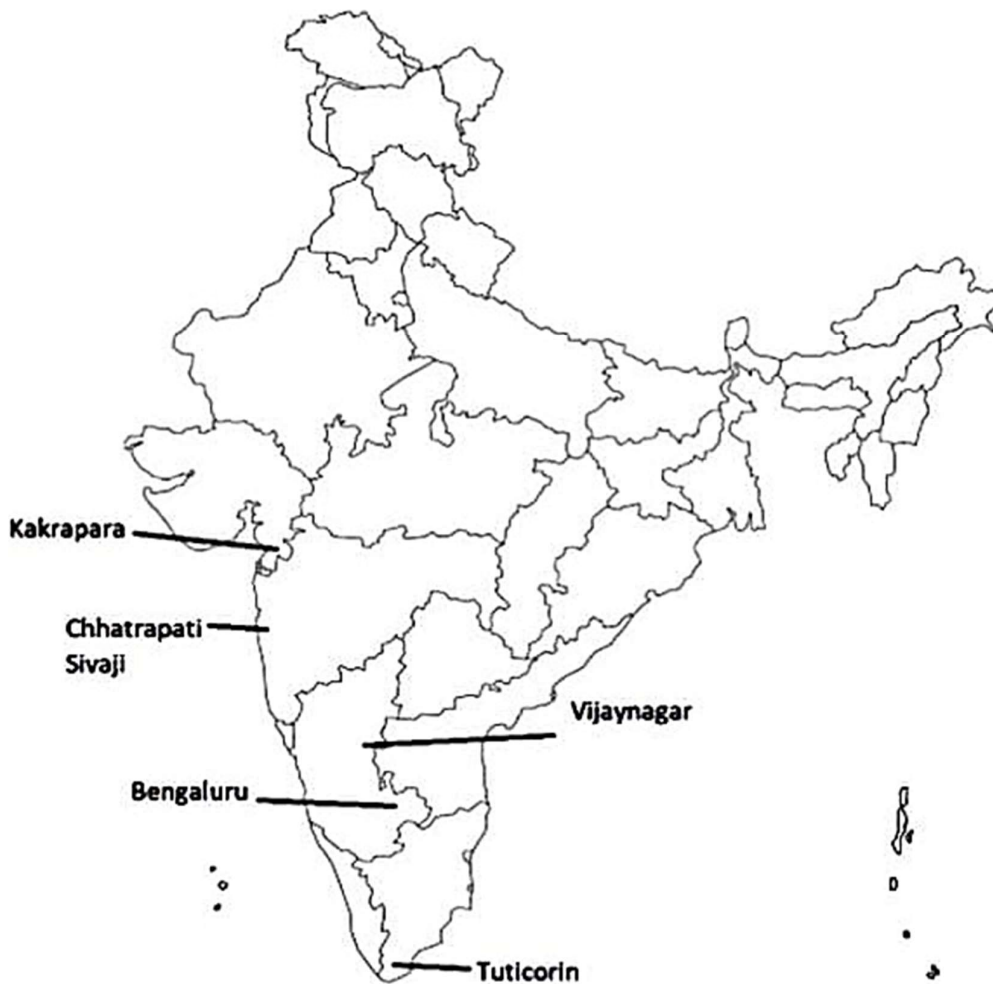 Kakrapara
Chhatrapati
Sivaji
Vijaynagar
Bengaluru
Tuticorin